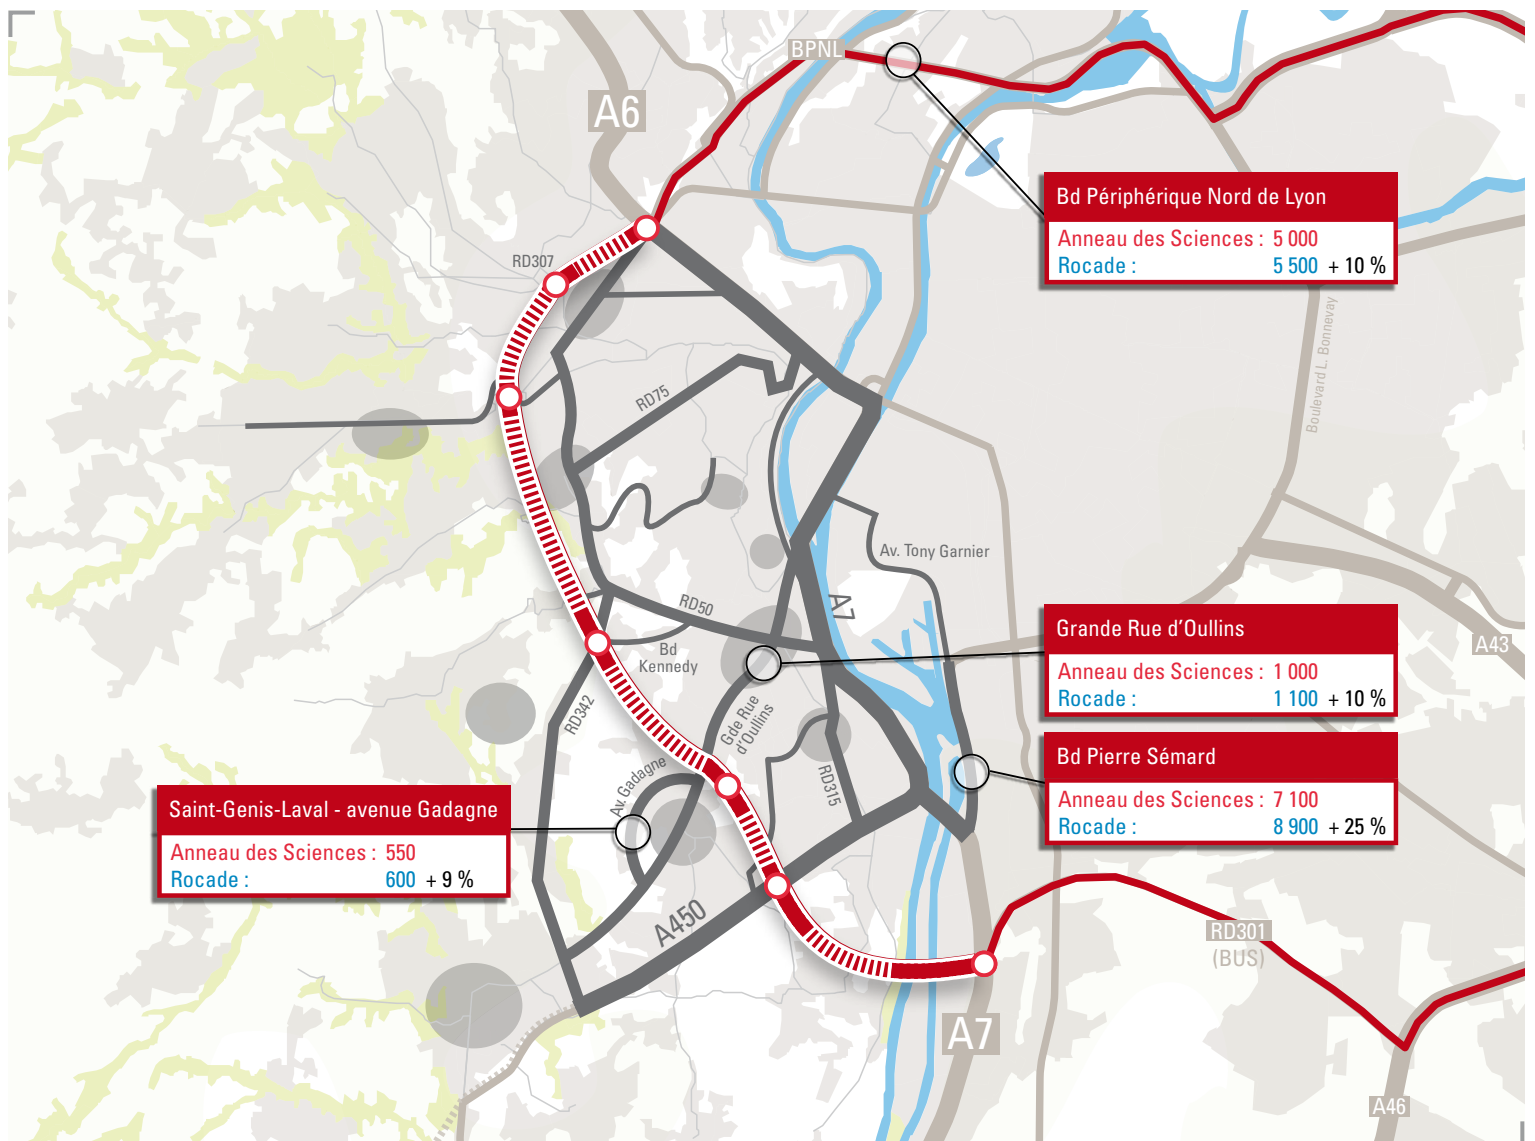 BPNL
A6
Bd Périphérique Nord de Lyon
Anneau des Sciences : 5 000
Rocade : 5 500 + 10 %
RD307
Boulevard L. Bonnevay
RD75
Av. Tony Garnier
A7
RD50
Bd
Kennedy
Grande Rue d'Oullins
Anneau des Sciences : 1 000
Rocade : 1 100 + 10 %
A43
RD342
Gde Rue
d'Oullins
Bd Pierre Sémard
Anneau des Sciences : 7 100
Rocade : 8 900 + 25 %
Av. Gadagne
RD315
Saint-Genis-Laval - avenue Gadagne
Anneau des Sciences : 550
Rocade : 600 + 9 %
A450
RD301
(BUS)
A7
A46